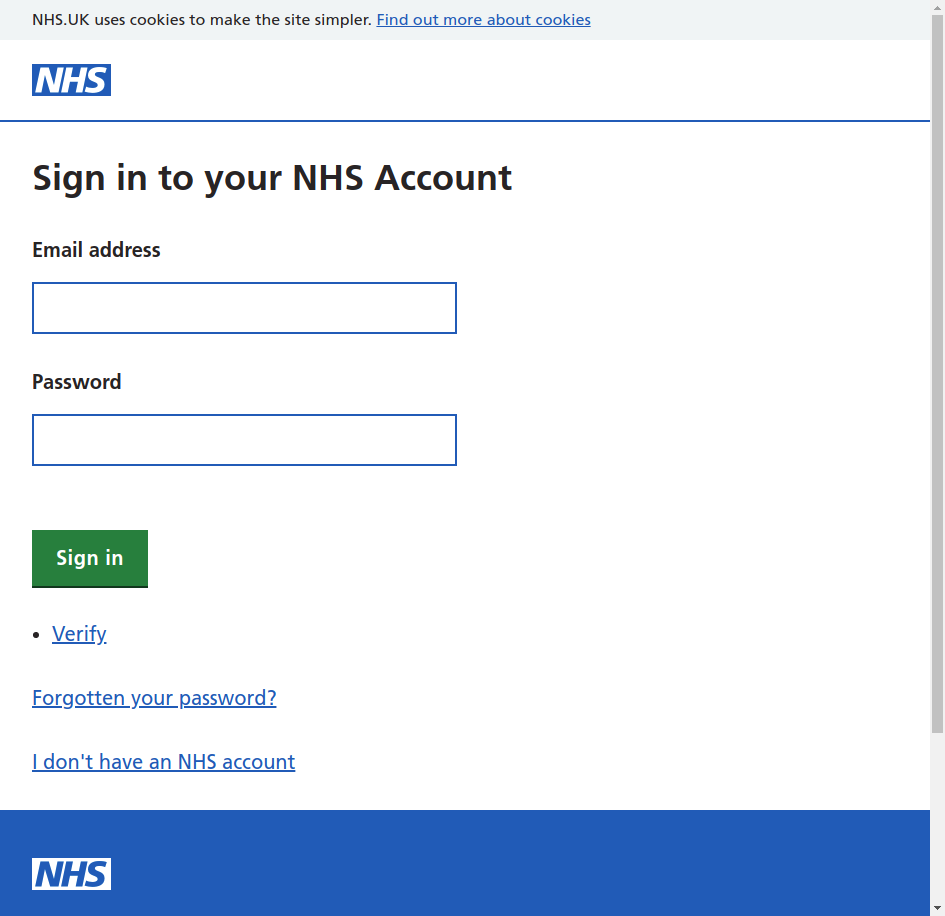 NHS.UK uses cookies to make the site simpler. Find out more about cookies
NHS
Sign in to your NHS Account
Email address
Password
Sign in
• Verify
Forgotten your password?
I don't have an NHS account
NHS